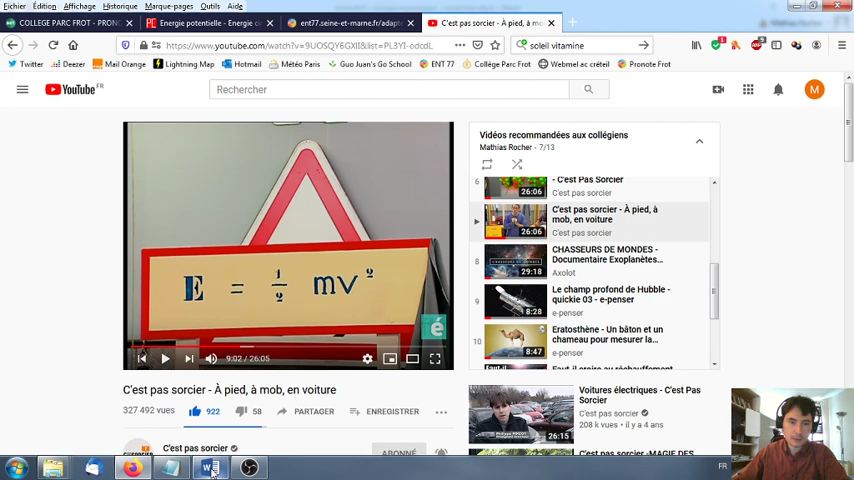 Fichier Édition Affichage Historique Marque-pages Outils Aide
COLLEGE PARC FROT - PRONO
Energie potentielle - Energie ci
ent77.seine-et-marne.fr/adapte
C'est pas sorcier - À pied, à mo
https://www.youtube.com/watch?v=9UOSQY6GXII&list=PL3YI-odcdL
soleil vitamine
Twitter Deezer Mail Orange Lightning Map Hotmail Météo Paris Guo Juan's Go School ENT 77 Collège Parc Frot Webmel ac créteil Pronote Frot
YouTube FR
Rechercher
M
E = 1/2 mv²
é
9:02 / 26:05
C'est pas sorcier - À pied, à mob, en voiture
327 492 vues
922
58
PARTAGER
ENREGISTRER
C'est pas sorcier
ABONNÉ
Vidéos recommandées aux collégiens
Mathias Rocher - 7/13
6
- C'est Pas Sorcier
C'est pas sorcier
26:06
C'est pas sorcier - À pied, à
mob, en voiture
C'est pas sorcier
26:06
8
CHASSEURS DE MONDES -
Documentaire Exoplanètes...
Axolot
29:18
9
Le champ profond de Hubble -
quickie 03 - e-penser
e-penser
8:28
10
Eratosthène - Un bâton et un
chameau pour mesurer la...
e-penser
8:47
Voitures électriques - C'est Pas
Sorcier
C'est pas sorcier
208 k vues • il y a 4 ans
26:15
C'est pas sorcier -MAGIE DES
FR